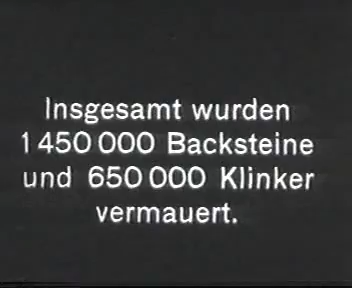 Insgesamt wurden
1 450 000 Backsteine
und 650 000 Klinker
vermauert.